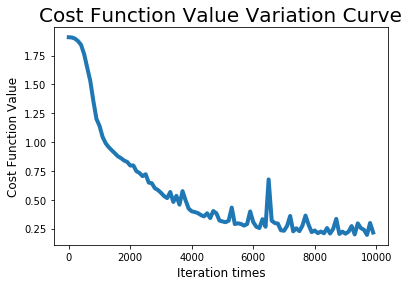 Cost Function Value Variation Curve
Cost Function Value
1.75
1.50
1.25
1.00
0.75
0.50
0.25
0 2000 4000 6000 8000 10000
Iteration times